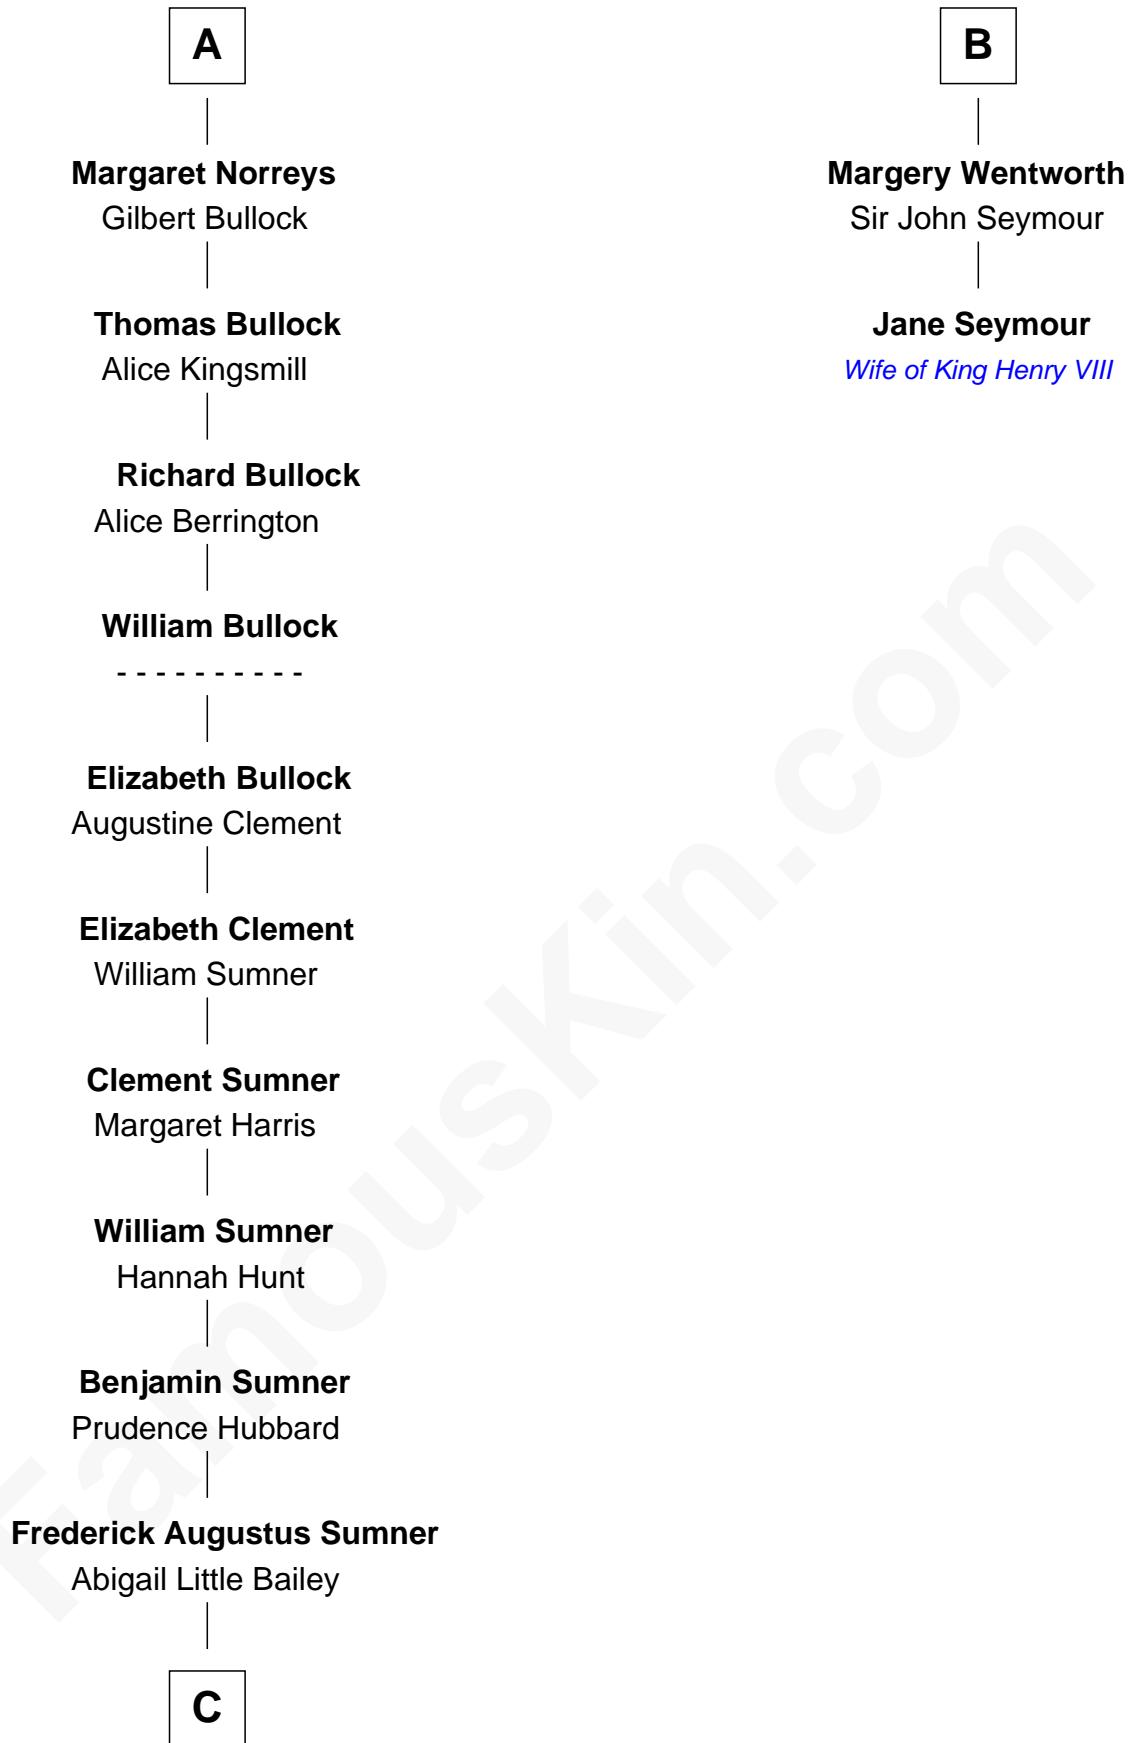 A
Margaret Norreys
Gilbert Bullock
Thomas Bullock
Alice Kingsmill
Richard Bullock
Alice Berrington
William Bullock
- - - - - - - - - -
Elizabeth Bullock
Augustine Clement
Elizabeth Clement
William Sumner
Clement Sumner
Margaret Harris
William Sumner
Hannah Hunt
Benjamin Sumner
Prudence Hubbard
Frederick Augustus Sumner
Abigail Little Bailey
C
B
Margery Wentworth
Sir John Seymour
Jane Seymour
Wife of King Henry VIII
FamousKin.com